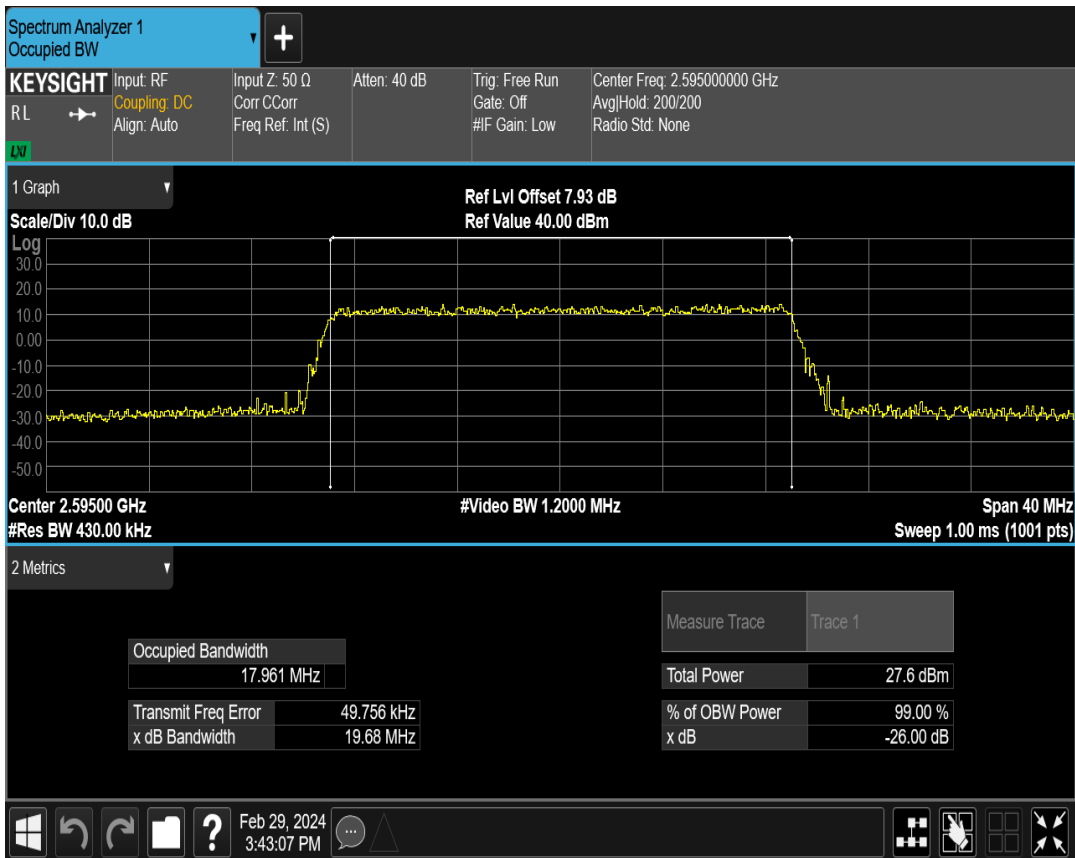 Spectrum Analyzer 1
Occupied BW
KEYSIGHT
RL
LXI
Input: RF
Coupling: DC
Align: Auto
Input Z: 50 Ω
Corr CCorr
Freq Ref: Int (S)
Atten: 40 dB
Trig: Free Run
Gate: Off
#IF Gain: Low
Center Freq: 2.595000000 GHz
Avg|Hold: 200/200
Radio Std: None
1 Graph
Scale/Div 10.0 dB
Ref Lvl Offset 7.93 dB
Ref Value 40.00 dBm
Log
30.0
20.0
10.0
0.00
-10.0
-20.0
-30.0
-40.0
-50.0
Center 2.59500 GHz
#Res BW 430.00 kHz
#Video BW 1.2000 MHz
Span 40 MHz
Sweep 1.00 ms (1001 pts)
2 Metrics
Measure Trace Trace 1
Occupied Bandwidth
17.961 MHz
Total Power 27.6 dBm
Transmit Freq Error 49.756 kHz
% of OBW Power 99.00 %
x dB Bandwidth 19.68 MHz
x dB -26.00 dB
?
Feb 29, 2024
3:43:07 PM